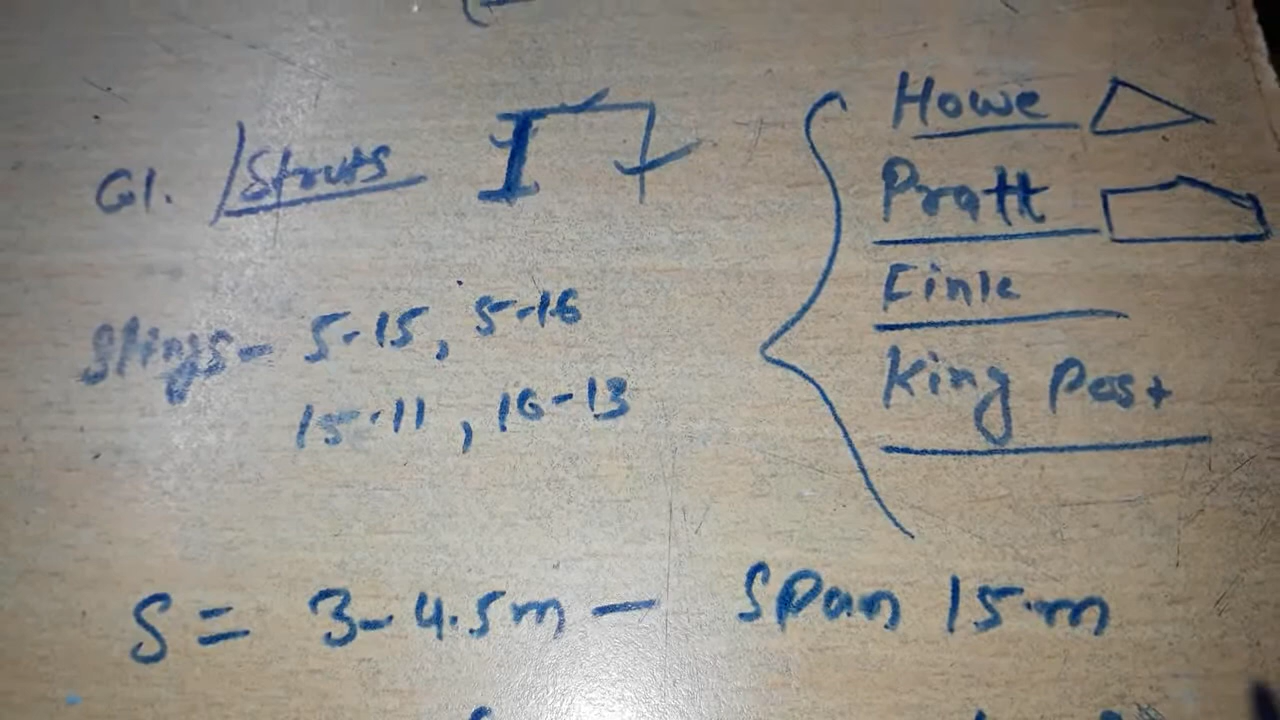 G1. /Struts
Slings - 5-15, 5-16
15-11, 16-13
Howe
Pratt
Fink
King Post
S = 3-4.5m - Span 15.m